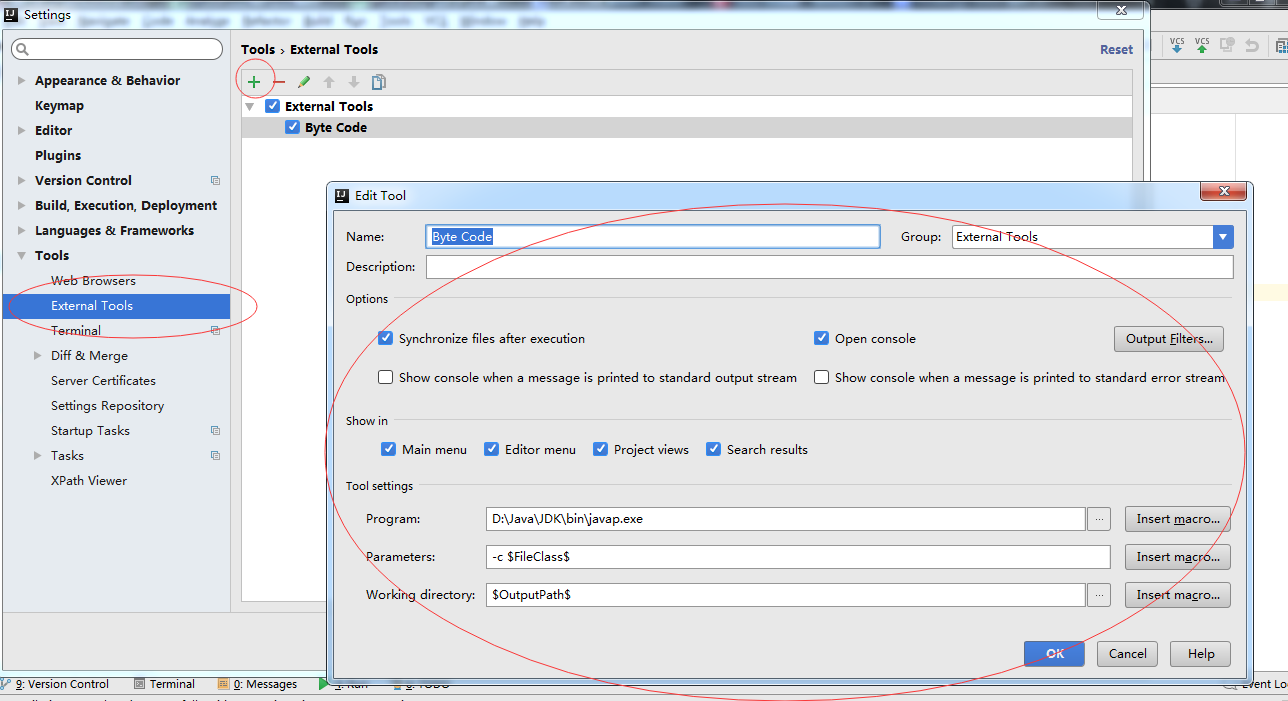 Settings
Tools › External Tools
Reset
Appearance & Behavior
Keymap
Editor
Plugins
Version Control
Build, Execution, Deployment
Languages & Frameworks
Tools
Web Browsers
External Tools
Terminal
Diff & Merge
Server Certificates
Settings Repository
Startup Tasks
Tasks
XPath Viewer
External Tools
Byte Code
VCS VCS
Edit Tool
Name: Byte Code Group: External Tools
Description:
Options
Synchronize files after execution Open console Output Filters...
Show console when a message is printed to standard output stream Show console when a message is printed to standard error stream
Show in
Main menu Editor menu Project views Search results
Tool settings
Program: D:\Java\JDK\bin\javap.exe ... Insert macro...
Parameters: -c $FileClass$ Insert macro...
Working directory: $OutputPath$ ... Insert macro...
OK Cancel Help
9: Version Control Terminal 0: Messages Event Lo